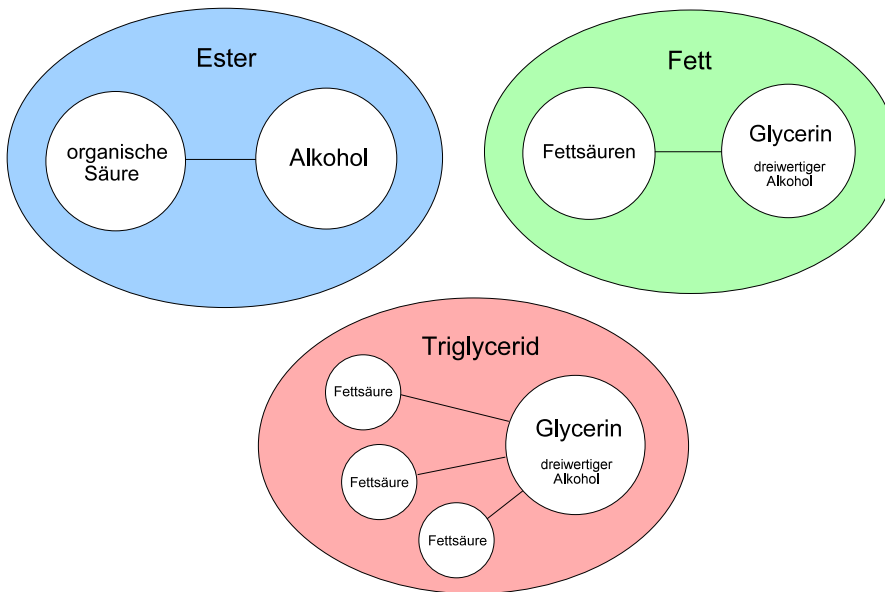 Ester
organische
Säure
Alkohol
Fett
Fettsäuren
Glycerin
dreiwertiger
Alkohol
Triglycerid
Fettsäure
Fettsäure
Fettsäure
Glycerin
dreiwertiger
Alkohol